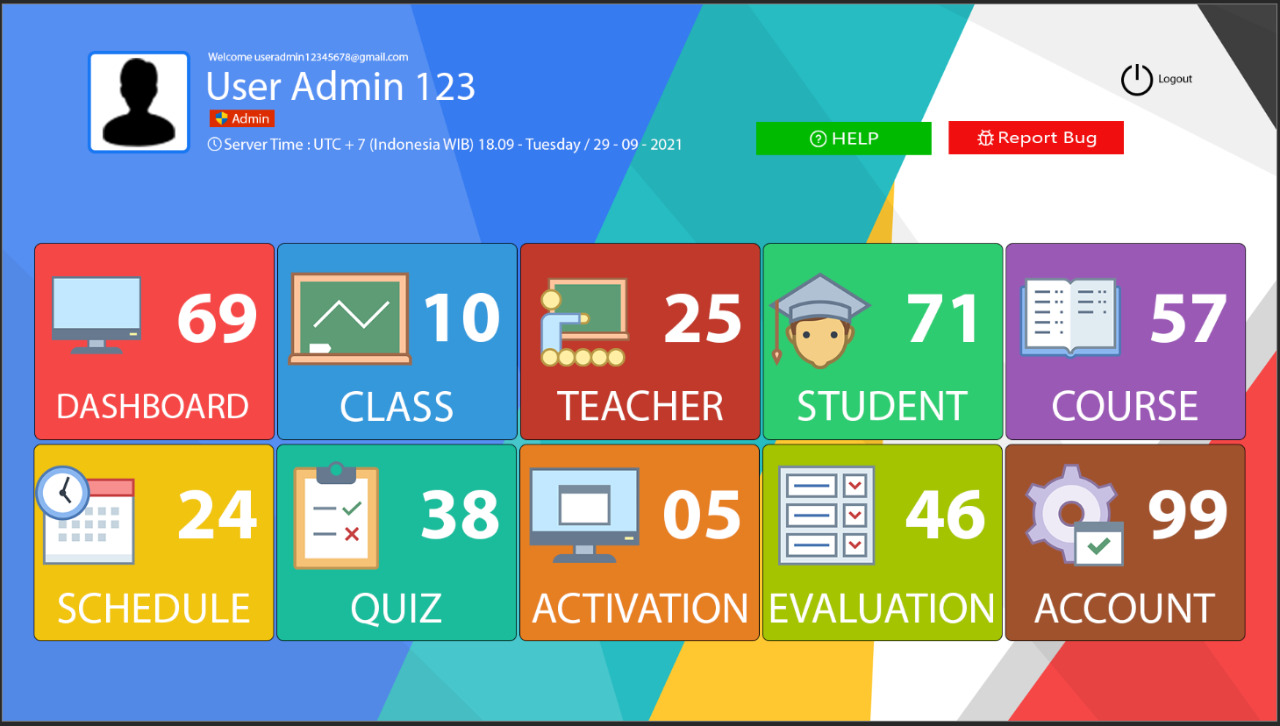 Welcome useradmin12345678@gmail.com
User Admin 123
Admin
Server Time : UTC + 7 (Indonesia WIB) 18.09 - Tuesday / 29 - 09 - 2021
Logout
HELP
Report Bug
69
DASHBOARD
10
CLASS
25
TEACHER
71
STUDENT
57
COURSE
24
SCHEDULE
38
QUIZ
05
ACTIVATION
46
EVALUATION
99
ACCOUNT